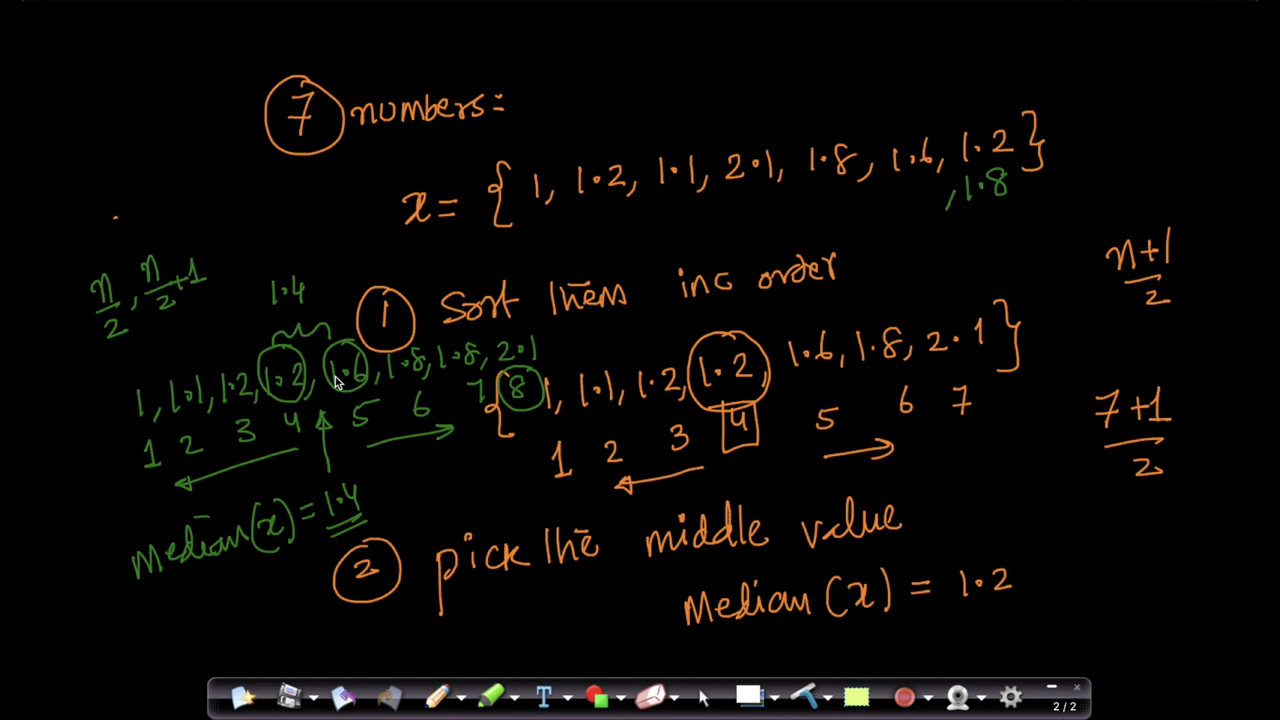 7 numbers:
x = { 1, 1.2, 1.1, 2.1, 1.8, 1.6, 1.2 }
, 1.8
n/2, n/2+1
n+1/2
1.4
1 Sort them inc order
1, 1.1, 1.2, 1.2, 1.6, 1.8, 1.8, 2.1
1 2 3 4 5 6 7 8
{ 1, 1.1, 1.2, 1.2, 1.6, 1.8, 2.1 }
1 2 3 4 5 6 7
7+1/2
median(x) = 1.4
2 pick the middle value
Median (x) = 1.2
T
2 / 2